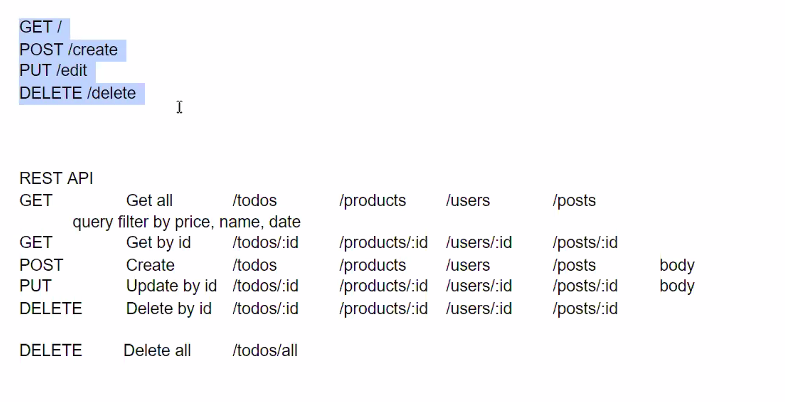 GET /
POST /create
PUT /edit
DELETE /delete
REST API
GET Get all /todos /products /users /posts
query filter by price, name, date
GET Get by id /todos/:id /products/:id /users/:id /posts/:id
POST Create /todos /products /users /posts body
PUT Update by id /todos/:id /products/:id /users/:id /posts/:id body
DELETE Delete by id /todos/:id /products/:id /users/:id /posts/:id
DELETE Delete all /todos/all